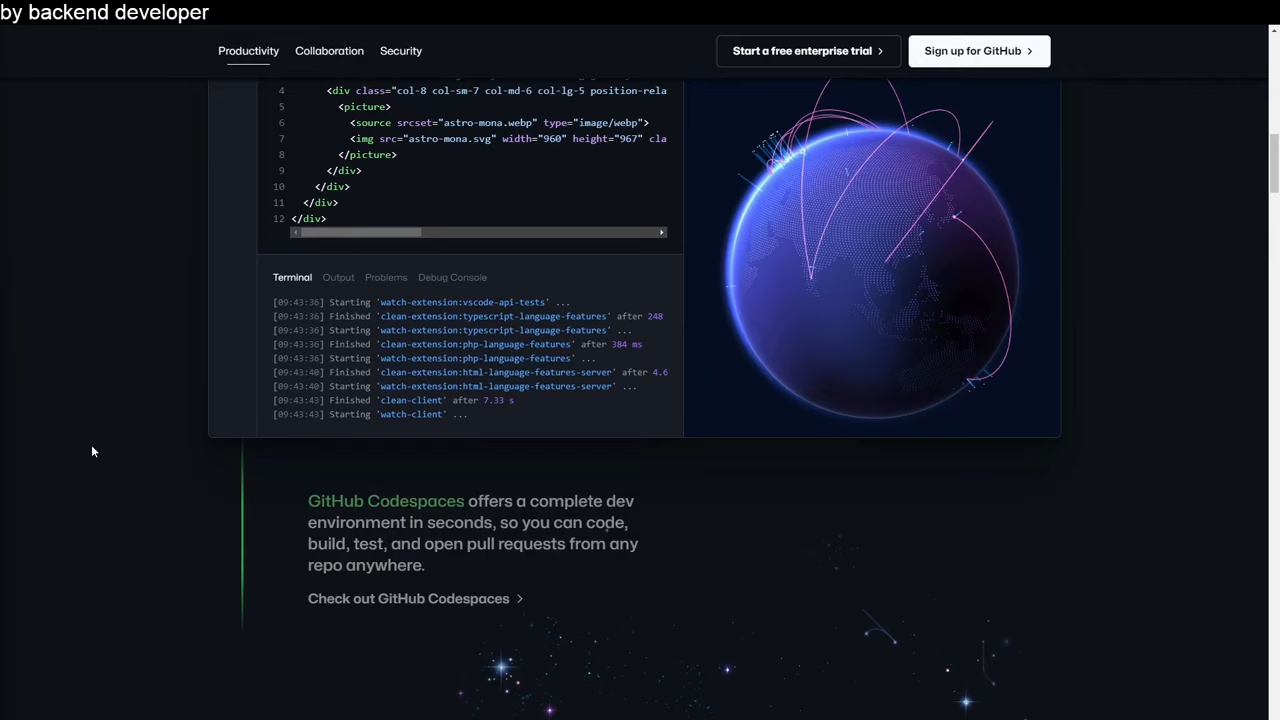 by backend developer
Productivity Collaboration Security Start a free enterprise trial Sign up for GitHub
4 <div class="col-8 col-sm-7 col-md-6 col-lg-5 position-rela
5 <picture>
6 <source srcset="astro-mona.webp" type="image/webp">
7 <img src="astro-mona.svg" width="960" height="967" cla
8 </picture>
9 </div>
10 </div>
11 </div>
12 </div>
Terminal Output Problems Debug Console
[09:43:36] Starting 'watch-extension:vscode-api-tests' ...
[09:43:36] Finished 'clean-extension:typescript-language-features' after 248
[09:43:36] Starting 'watch-extension:typescript-language-features' ...
[09:43:36] Finished 'clean-extension:php-language-features' after 384 ms
[09:43:36] Starting 'watch-extension:php-language-features' ...
[09:43:40] Finished 'clean-extension:html-language-features-server' after 4.6
[09:43:40] Starting 'watch-extension:html-language-features-server' ...
[09:43:43] Finished 'clean-client' after 7.33 s
[09:43:43] Starting 'watch-client' ...
GitHub Codespaces offers a complete dev
environment in seconds, so you can code,
build, test, and open pull requests from any
repo anywhere.
Check out GitHub Codespaces